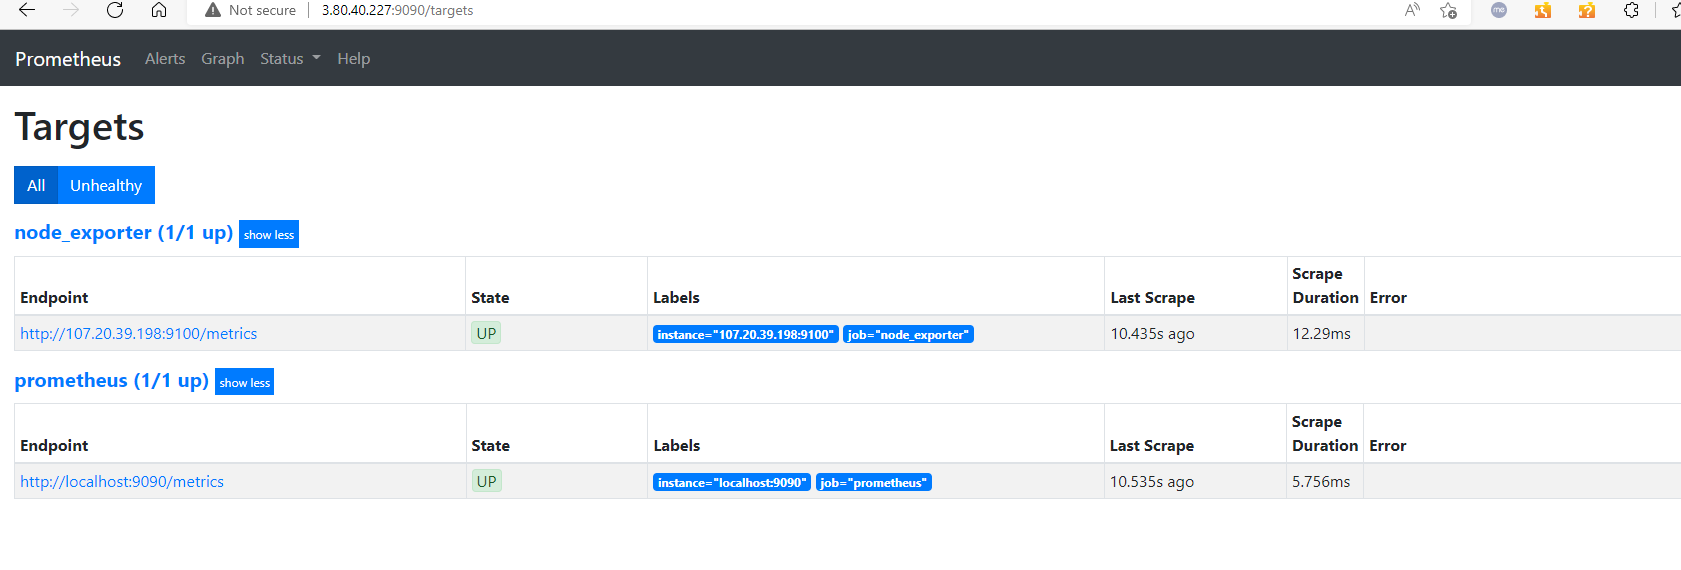 Not secure 3.80.40.227:9090/targets
Prometheus Alerts Graph Status Help
Targets
All Unhealthy
node_exporter (1/1 up) show less
Endpoint State Labels Last Scrape Scrape Duration Error
http://107.20.39.198:9100/metrics UP instance="107.20.39.198:9100" job="node_exporter" 10.435s ago 12.29ms
prometheus (1/1 up) show less
Endpoint State Labels Last Scrape Scrape Duration Error
http://localhost:9090/metrics UP instance="localhost:9090" job="prometheus" 10.535s ago 5.756ms